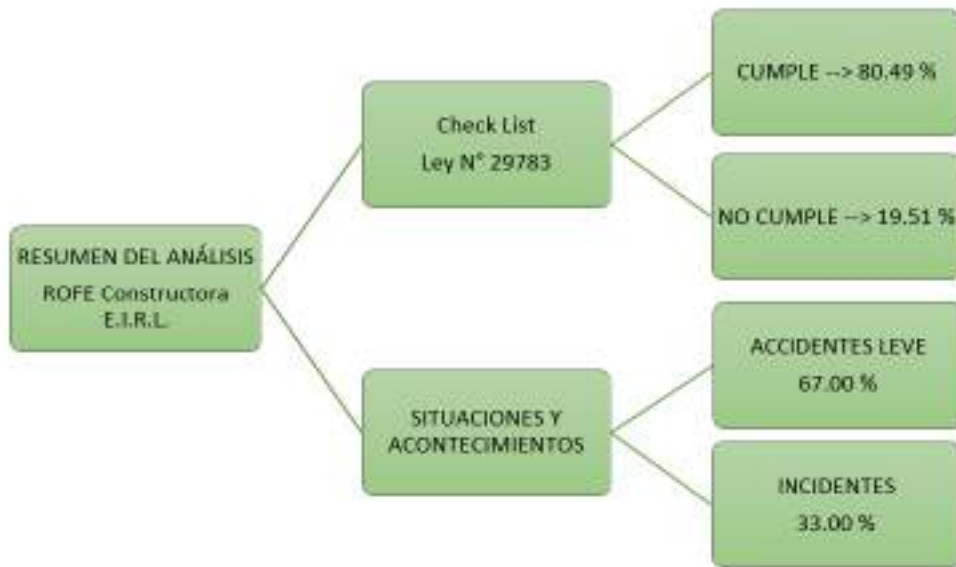 RESUMEN DEL ANÁLISIS
ROFE Constructora
E.I.R.L.
Check List
Ley N° 29783
CUMPLE --> 80.49 %
NO CUMPLE --> 19.51 %
SITUACIONES Y
ACONTECIMIENTOS
ACCIDENTES LEVE
67.00 %
INCIDENTES
33.00 %